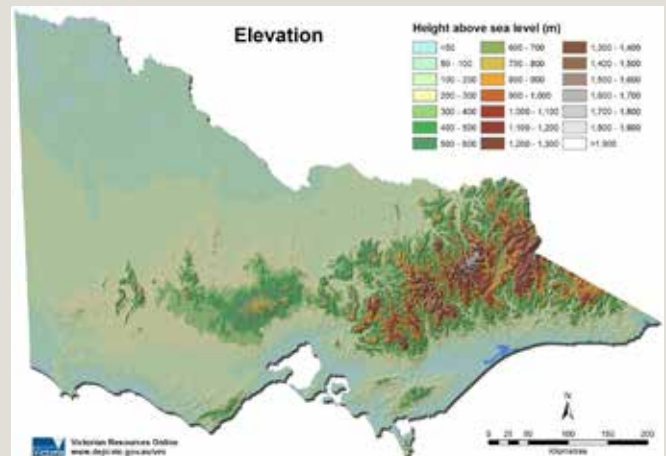 Elevation
Height above sea level (m)
<50
50 - 100
100 - 200
200 - 300
300 - 400
400 - 500
500 - 600
600 - 700
700 - 800
800 - 900
900 - 1,000
1,000 - 1,100
1,100 - 1,200
1,200 - 1,300
1,300 - 1,400
1,400 - 1,500
1,500 - 1,600
1,600 - 1,700
1,700 - 1,800
1,800 - 1,900
>1,900
N
0 25 50 100 150 200
Kilometres
Victoria
Victorian Resources Online